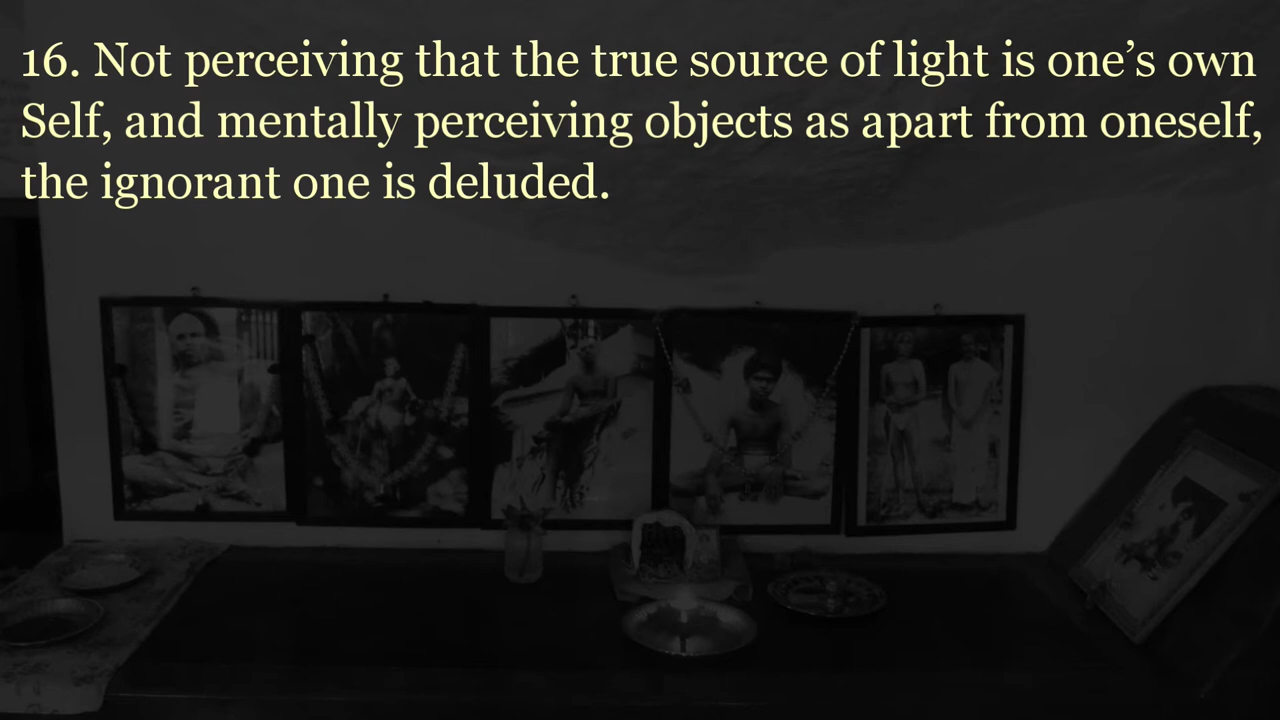 16. Not perceiving that the true source of light is one’s own
Self, and mentally perceiving objects as apart from oneself,
the ignorant one is deluded.